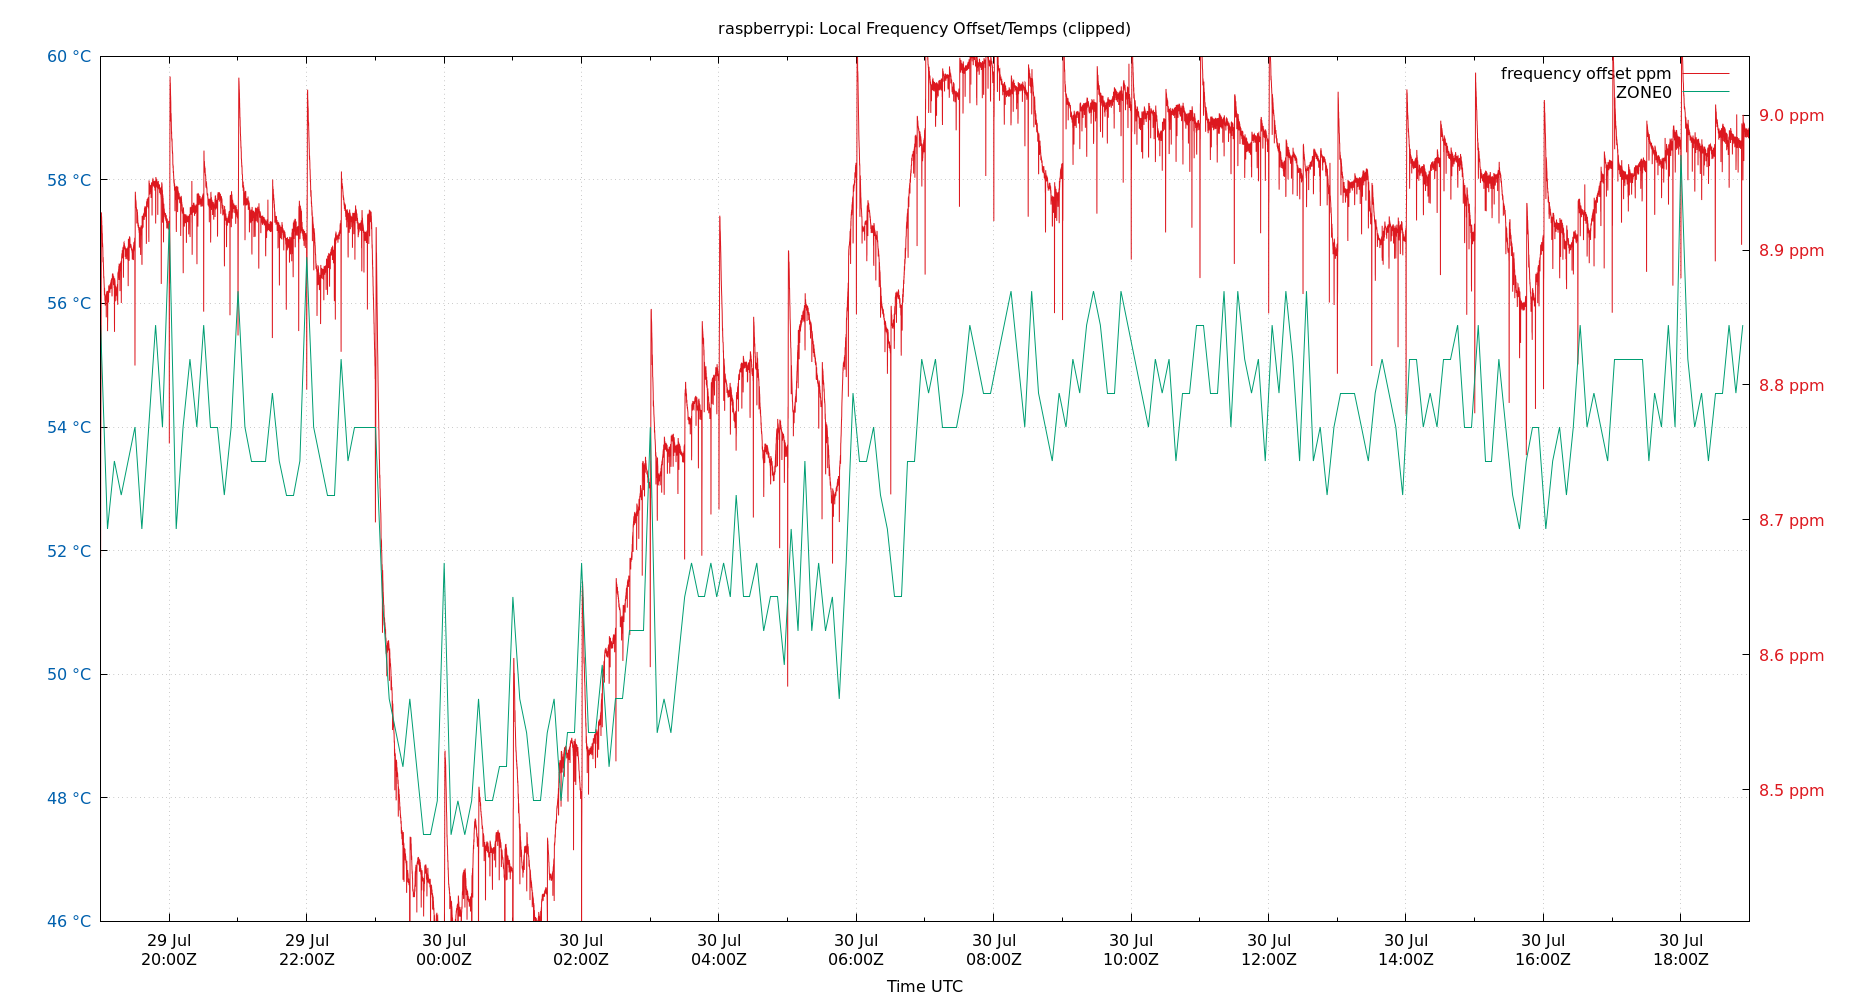 raspberrypi: Local Frequency Offset/Temps (clipped)
60 °C
58 °C
56 °C
54 °C
52 °C
50 °C
48 °C
46 °C
frequency offset ppm
ZONE0
9.0 ppm
8.9 ppm
8.8 ppm
8.7 ppm
8.6 ppm
8.5 ppm
29 Jul 29 Jul 30 Jul 30 Jul 30 Jul 30 Jul 30 Jul 30 Jul 30 Jul 30 Jul 30 Jul 30 Jul
20:00Z 22:00Z 00:00Z 02:00Z 04:00Z 06:00Z 08:00Z 10:00Z 12:00Z 14:00Z 16:00Z 18:00Z
Time UTC